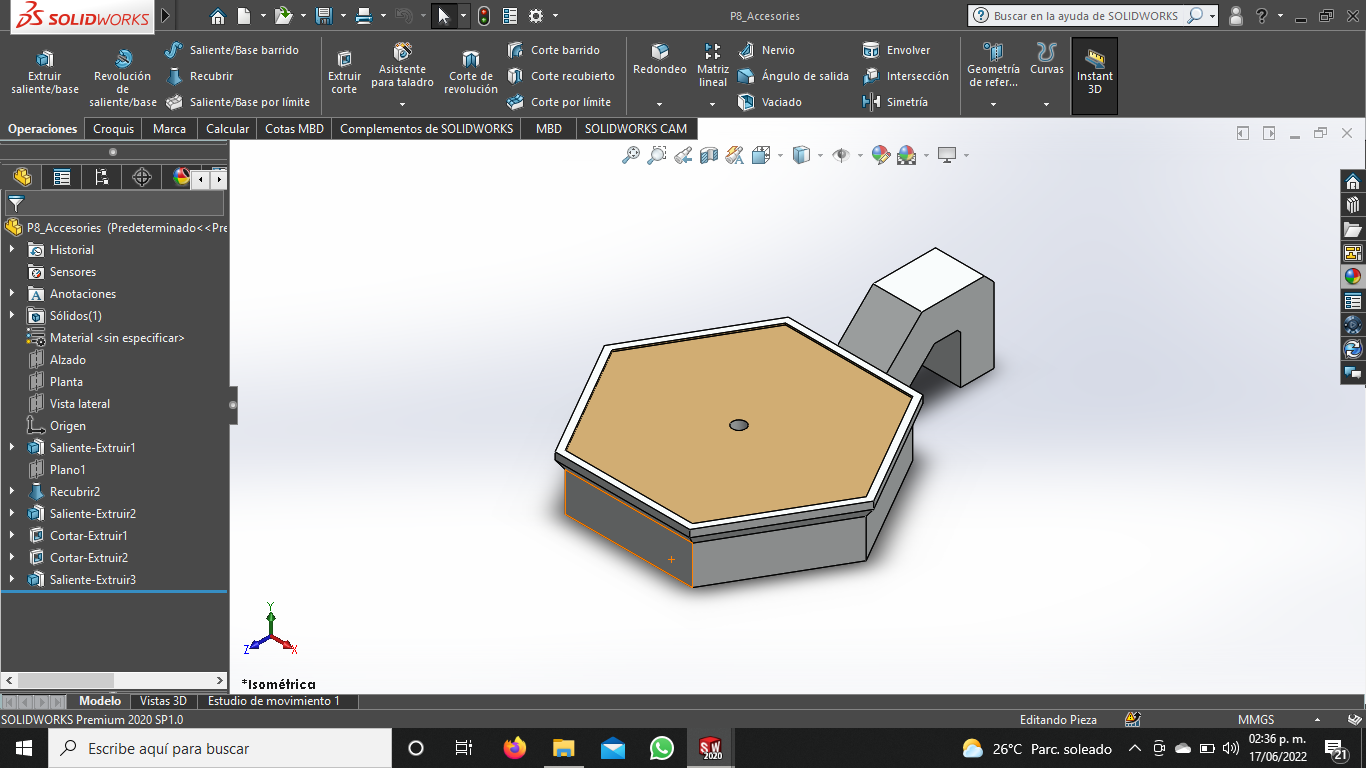 SOLIDWORKS
P8_Accesories
Buscar en la ayuda de SOLIDWORKS
Extruir saliente/base
Revolución de saliente/base
Saliente/Base barrido
Recubrir
Saliente/Base por límite
Extruir corte
Asistente para taladro
Corte de revolución
Corte barrido
Corte recubierto
Corte por límite
Redondeo
Matriz lineal
Nervio
Ángulo de salida
Vaciado
Envolver
Intersección
Simetría
Geometría de refer...
Curvas
Instant 3D
Operaciones
Croquis
Marca
Calcular
Cotas MBD
Complementos de SOLIDWORKS
MBD
SOLIDWORKS CAM
P8_Accesories (Predeterminado<<Pre
Historial
Sensores
Anotaciones
Sólidos(1)
Material <sin especificar>
Alzado
Planta
Vista lateral
Origen
Saliente-Extruir1
Plano1
Recubrir2
Saliente-Extruir2
Cortar-Extruir1
Cortar-Extruir2
Saliente-Extruir3
Y
Z
X
*Isométrica
Modelo
Vistas 3D
Estudio de movimiento 1
SOLIDWORKS Premium 2020 SP1.0
Editando Pieza
MMGS
Escribe aquí para buscar
SW
2020
26°C Parc. soleado
02:36 p. m.
17/06/2022
21